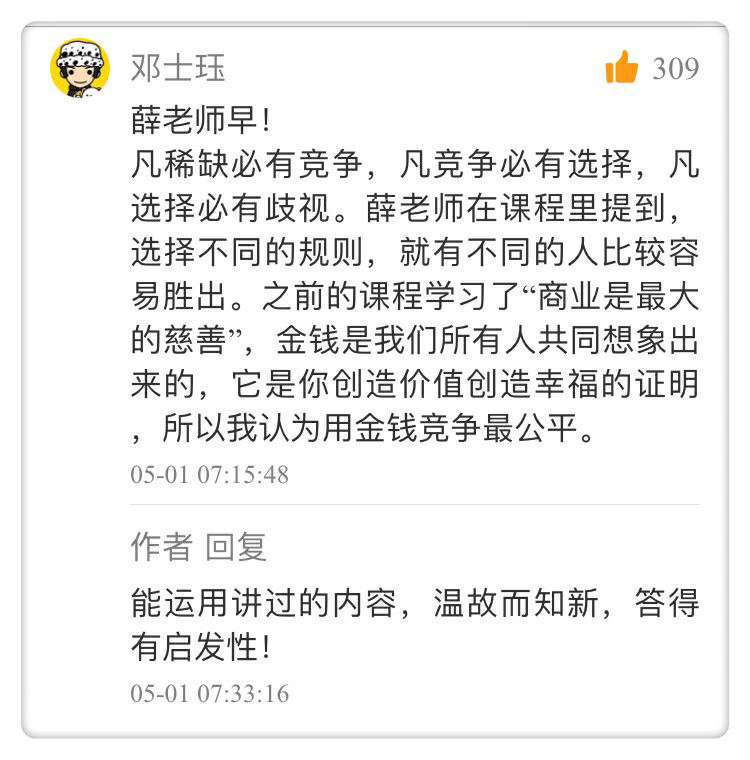 邓士珏
309
薛老师早！
凡稀缺必有竞争，凡竞争必有选择，凡
选择必有歧视。薛老师在课程里提到，
选择不同的规则，就有不同的人比较容
易胜出。之前的课程学习了“商业是最大
的慈善”，金钱是我们所有人共同想象出
来的，它是你创造价值创造幸福的证明
，所以我认为用金钱竞争最公平。
05-01 07:15:48
作者 回复
能运用讲过的内容，温故而知新，答得
有启发性！
05-01 07:33:16